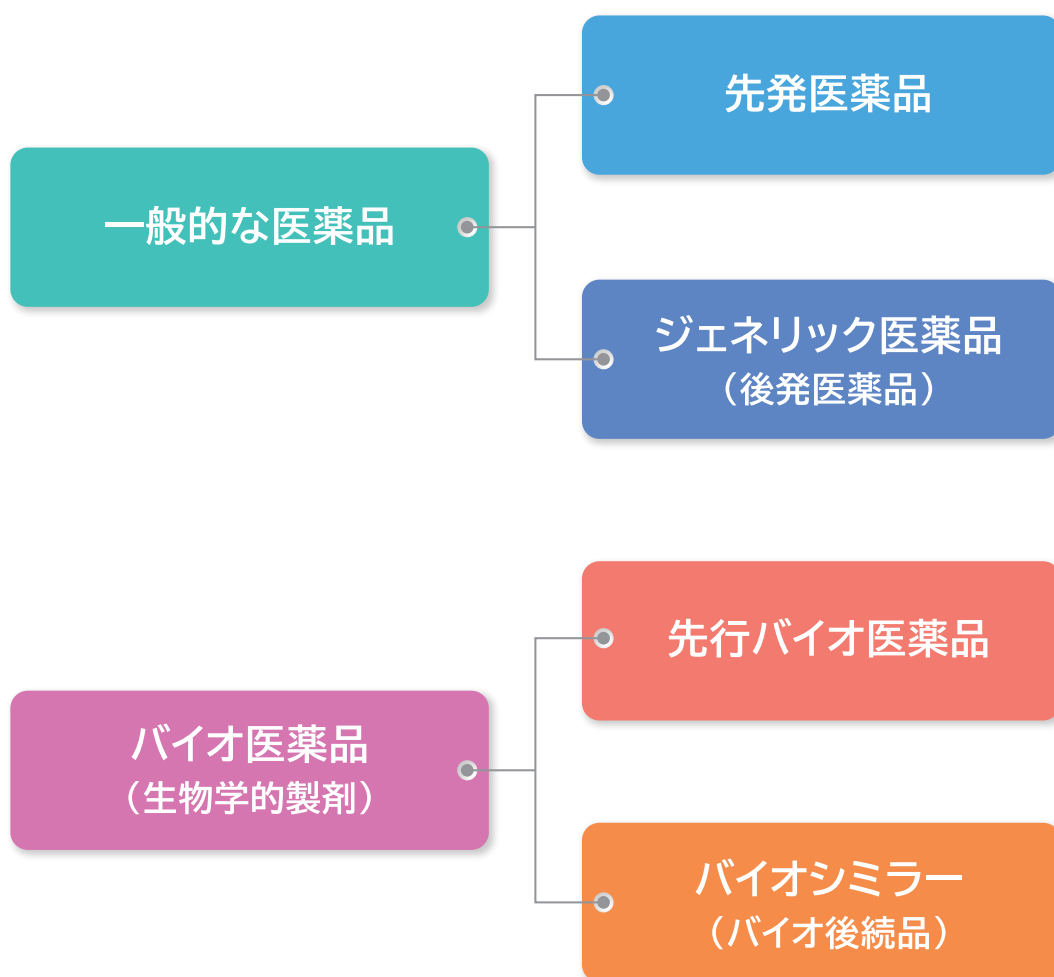 一般的な医薬品
先発医薬品
ジェネリック医薬品
（後発医薬品）
バイオ医薬品
（生物学的製剤）
先行バイオ医薬品
バイオシミラー
（バイオ後続品）